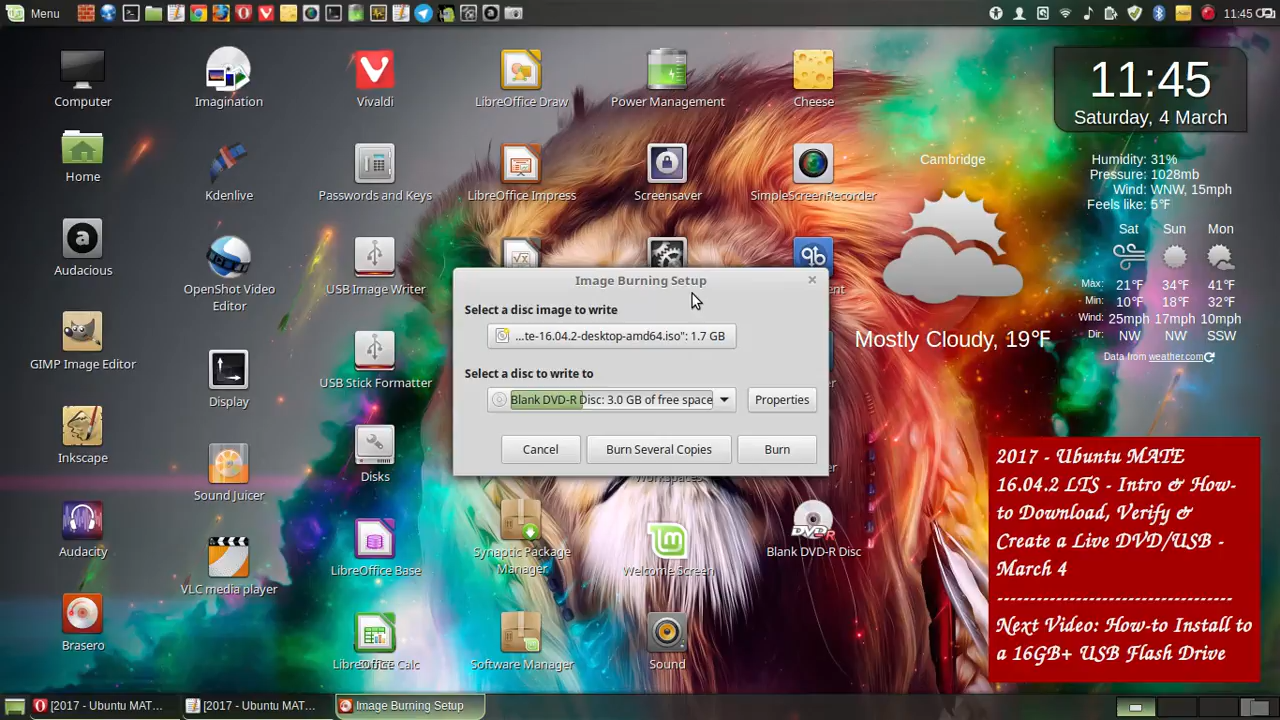 Menu
11:45
Computer
Imagination
Vivaldi
LibreOffice Draw
Power Management
Cheese
11:45
Saturday, 4 March
Home
Kdenlive
Passwords and Keys
LibreOffice Impress
Screensaver
SimpleScreenRecorder
Cambridge
Humidity: 31%
Pressure: 1028mb
Wind: WNW, 15mph
Feels like: 5°F
Sat Sun Mon
Max: 21°F 34°F 41°F
Min: 10°F 18°F 32°F
Wind: 25mph 17mph 10mph
Dir: NW NW SSW
Mostly Cloudy, 19°F
Data from weather.com
Audacious
OpenShot Video
Editor
USB Image Writer
Image Burning Setup
Select a disc image to write
...te-16.04.2-desktop-amd64.iso": 1.7 GB
Select a disc to write to
Blank DVD-R Disc: 3.0 GB of free space
Properties
Cancel
Burn Several Copies
Burn
GIMP Image Editor
Display
USB Stick Formatter
Inkscape
Sound Juicer
Disks
Workspaces
Audacity
VLC media player
LibreOffice Base
Synaptic Package
Manager
Welcome Screen
DVD-R
Blank DVD-R Disc
Brasero
LibreOffice Calc
Software Manager
Sound
2017 - Ubuntu MATE
16.04.2 LTS - Intro & How-
to Download, Verify &
Create a Live DVD/USB -
March 4
---------------------------------
Next Video: How-to Install to
a 16GB+ USB Flash Drive
[2017 - Ubuntu MAT...
[2017 - Ubuntu MAT...
Image Burning Setup